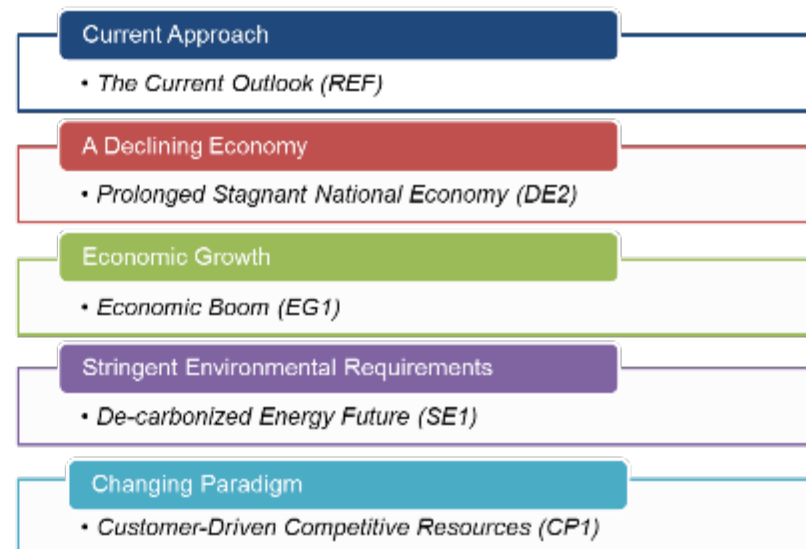 Current Approach
• The Current Outlook (REF)
A Declining Economy
• Prolonged Stagnant National Economy (DE2)
Economic Growth
• Economic Boom (EG1)
Stringent Environmental Requirements
• De-carbonized Energy Future (SE1)
Changing Paradigm
• Customer-Driven Competitive Resources (CP1)